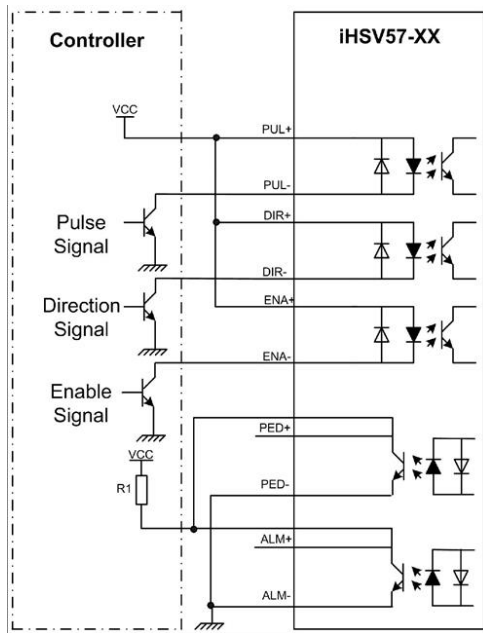 Controller
iHSV57-XX
VCC
PUL+
PUL-
Pulse
Signal
DIR+
DIR-
Direction
Signal
ENA+
ENA-
Enable
Signal
VCC
R1
PED+
PED-
ALM+
ALM-